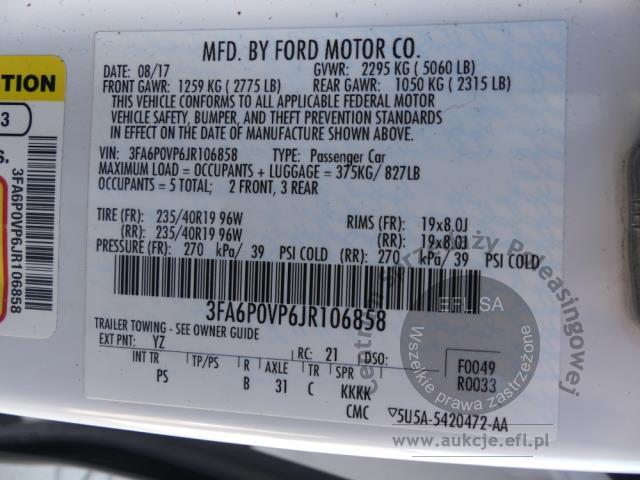 MFD. BY FORD MOTOR CO.
DATE: 08/17 GVWR: 2295 KG ( 5060 LB)
FRONT GAWR: 1259 KG ( 2775 LB) REAR GAWR: 1050 KG ( 2315 LB)
THIS VEHICLE CONFORMS TO ALL APPLICABLE FEDERAL MOTOR
VEHICLE SAFETY, BUMPER, AND THEFT PREVENTION STANDARDS
IN EFFECT ON THE DATE OF MANUFACTURE SHOWN ABOVE.
VIN: 3FA6P0VP6JR106858 TYPE: Passenger Car
MAXIMUM LOAD = OCCUPANTS + LUGGAGE = 375KG/ 827LB
OCCUPANTS = 5 TOTAL; 2 FRONT, 3 REAR
TIRE (FR): 235/40R19 96W RIMS (FR): 19x8.0J
(RR): 235/40R19 96W (RR): 19x8.0J
PRESSURE (FR): 270 kPa/ 39 PSI COLD (RR): 270 kPa/ 39 PSI COLD
3FA6P0VP6JR106858
TRAILER TOWING - SEE OWNER GUIDE
EXT PNT: YZ RC: 21 DSO: F0049
R0033
INT TR TP/PS R AXLE TR SPR
PS B 31 C KKKK
CMC 5U5A-5420472-AA
TION
3
S.
3FA6P0VP6JR106858
Centrum Sprzedaży Poleasingowej
EFL SA
Wszelkie prawa zastrzeżone
www.aukcje.efl.pl